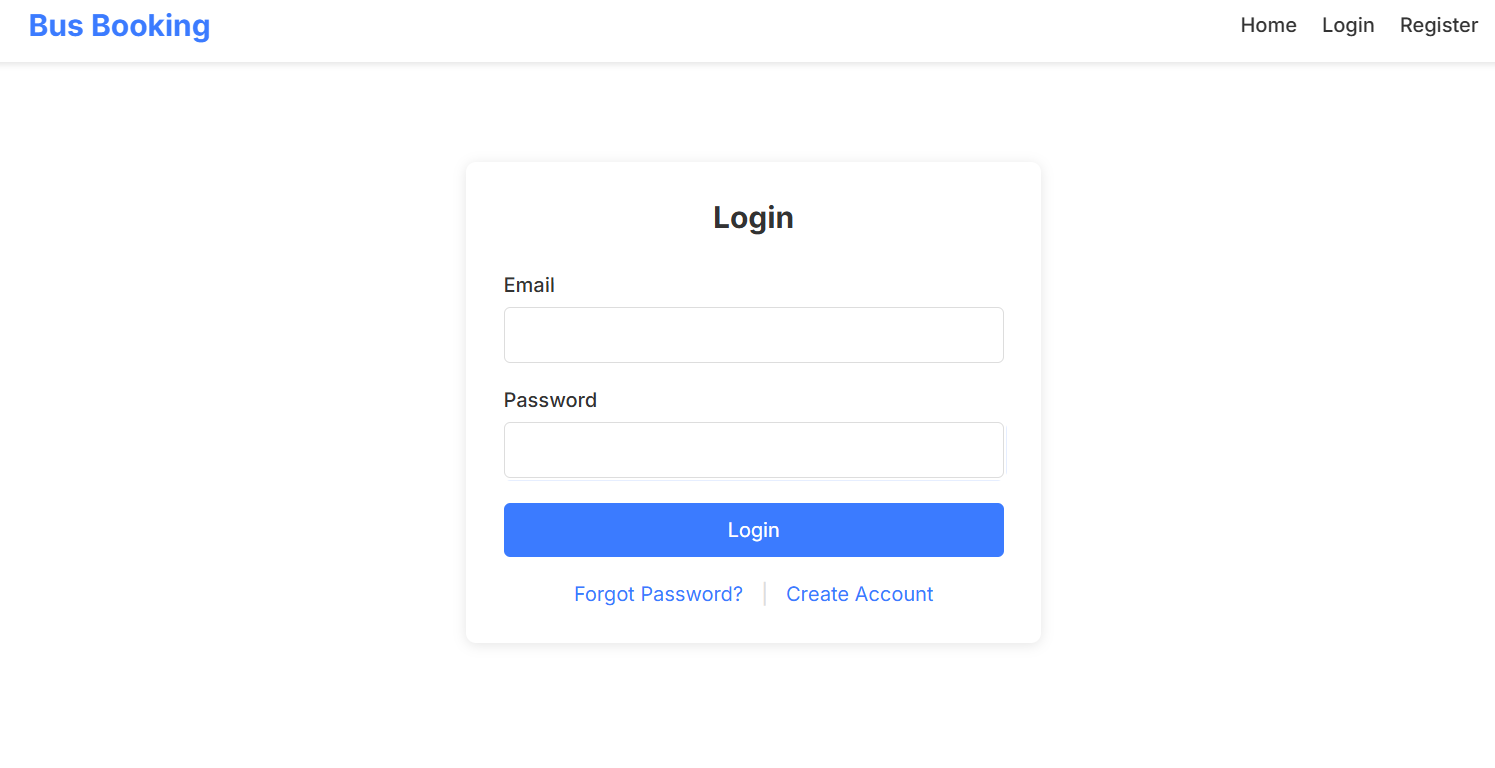 Bus Booking Home Login Register
Login
Email
Password
Login
Forgot Password? | Create Account